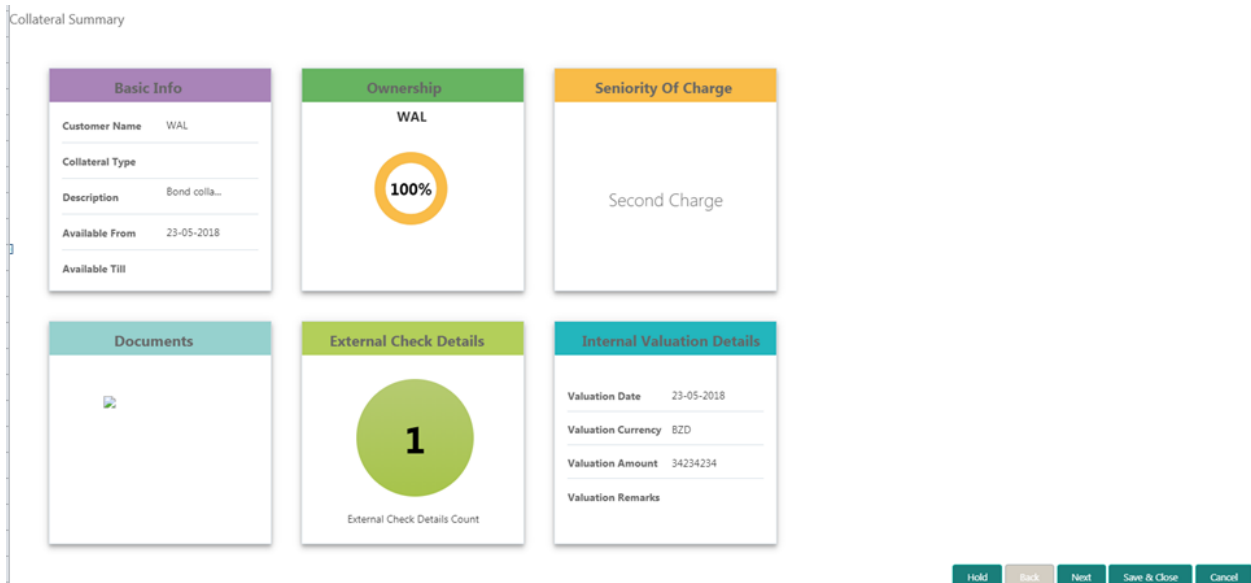 Collateral Summary
Basic Info
Customer Name WAL
Collateral Type
Description Bond colla...
Available From 23-05-2018
Available Till
Ownership
WAL
100%
Seniority Of Charge
Second Charge
Documents
External Check Details
1
External Check Details Count
Internal Valuation Details
Valuation Date 23-05-2018
Valuation Currency BZD
Valuation Amount 34234234
Valuation Remarks
Hold Back Next Save & Close Cancel